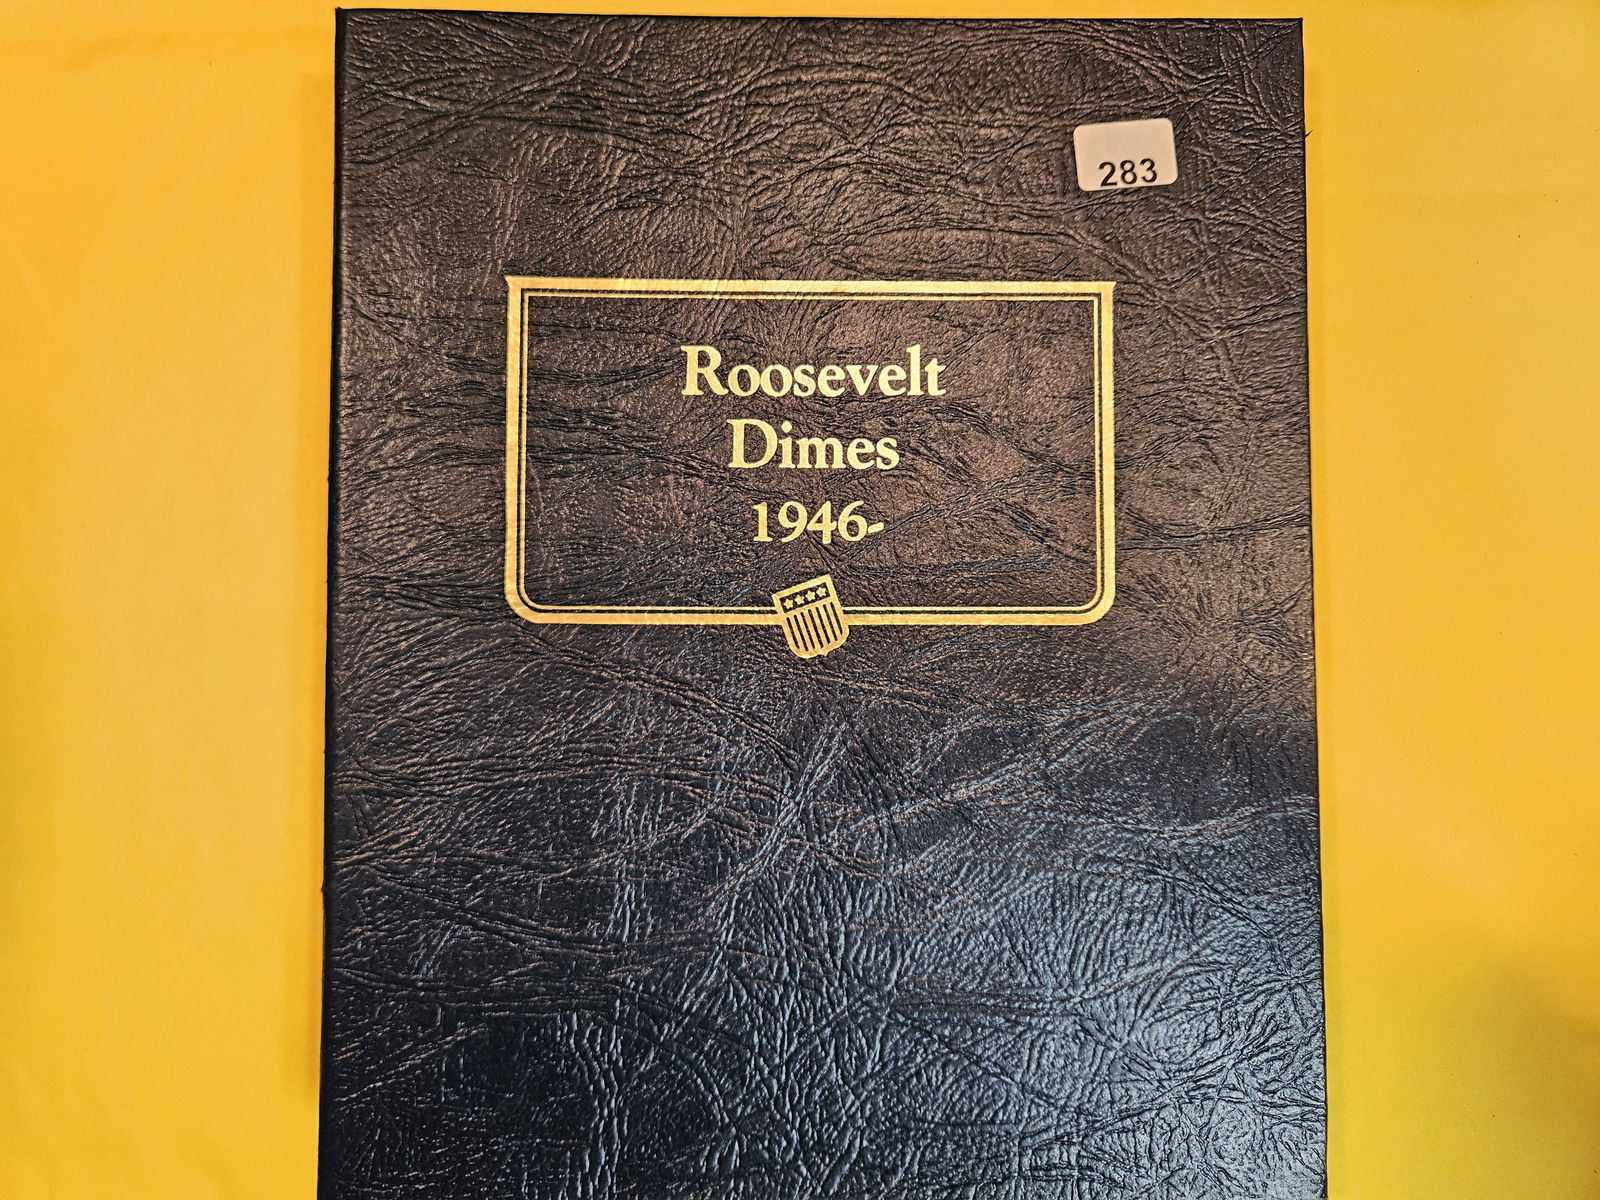 283
Roosevelt
Dimes
1946-